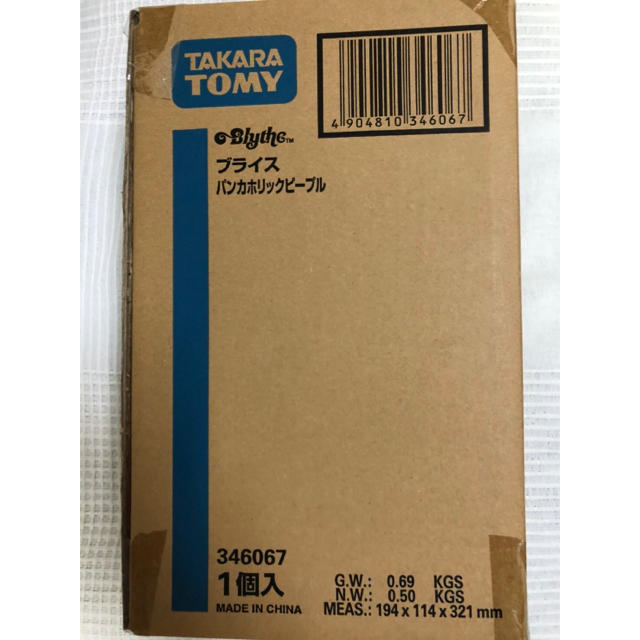 TAKARA
TOMY
4 904810 346067
Blythe™
ブライス
パンカホリックピープル
346067
1個入
MADE IN CHINA
G.W.: 0.69 KGS
N.W.: 0.50 KGS
MEAS.: 194 x 114 x 321 mm